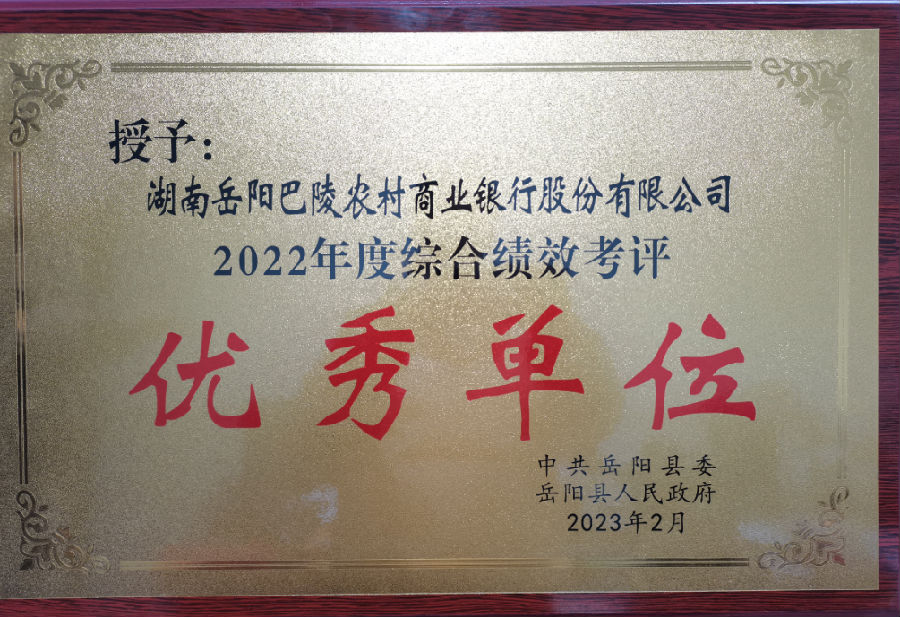 授予：
湖南岳阳巴陵农村商业银行股份有限公司
2022年度综合绩效考评
优秀单位
中共岳阳县委
岳阳县人民政府
2023年2月